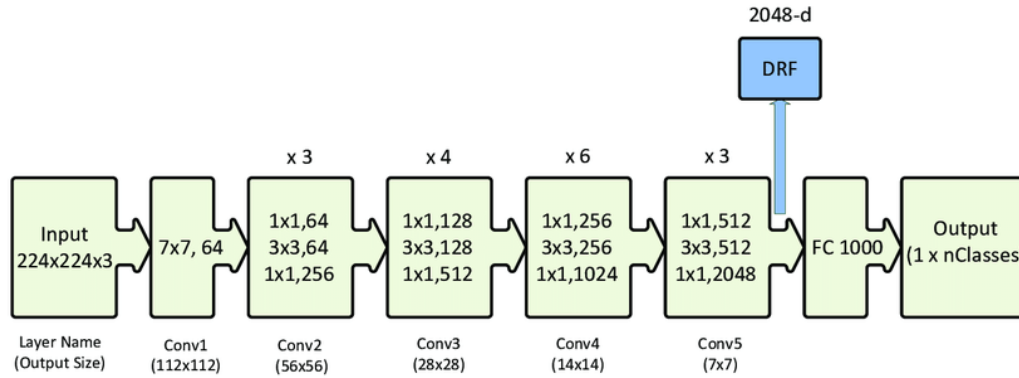 2048-d
DRF
x 3
x 4
x 6
x 3
Input
224x224x3
7x7, 64
1x1,64
3x3,64
1x1,256
1x1,128
3x3,128
1x1,512
1x1,256
3x3,256
1x1,1024
1x1,512
3x3,512
1x1,2048
FC 1000
Output
(1 x nClasses
Layer Name
(Output Size)
Conv1
(112x112)
Conv2
(56x56)
Conv3
(28x28)
Conv4
(14x14)
Conv5
(7x7)